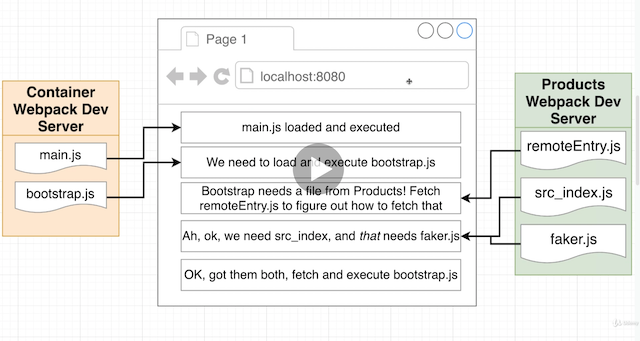 Page 1
localhost:8080
Container
Webpack Dev
Server
main.js
bootstrap.js
main.js loaded and executed
We need to load and execute bootstrap.js
Bootstrap needs a file from Products! Fetch
remoteEntry.js to figure out how to fetch that
Ah, ok, we need src_index, and that needs faker.js
OK, got them both, fetch and execute bootstrap.js
Products
Webpack Dev
Server
remoteEntry.js
src_index.js
faker.js